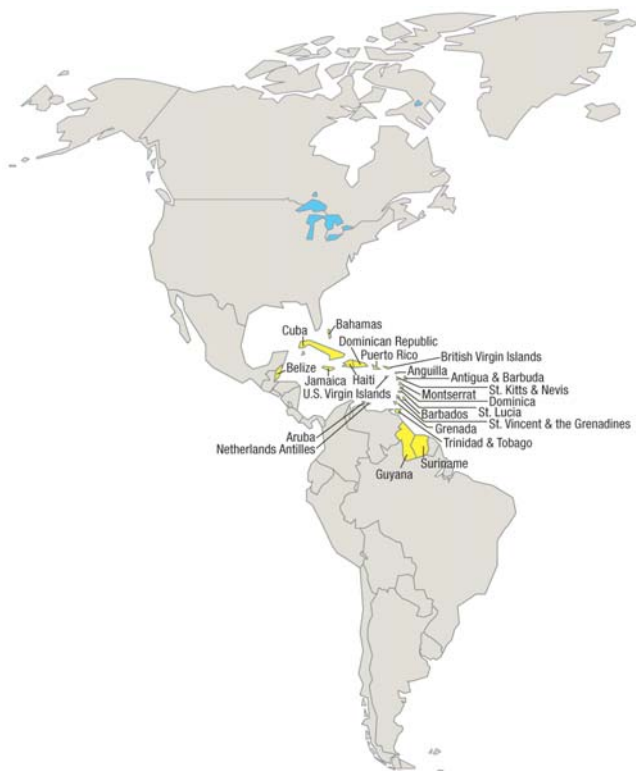 Bahamas
Cuba
Dominican Republic
Puerto Rico
British Virgin Islands
Belize
Anguilla
Jamaica
Haiti
Antigua & Barbuda
U.S. Virgin Islands
St. Kitts & Nevis
Montserrat
Dominica
Barbados
St. Lucia
St. Vincent & the Grenadines
Grenada
Aruba
Trinidad & Tobago
Netherlands Antilles
Suriname
Guyana